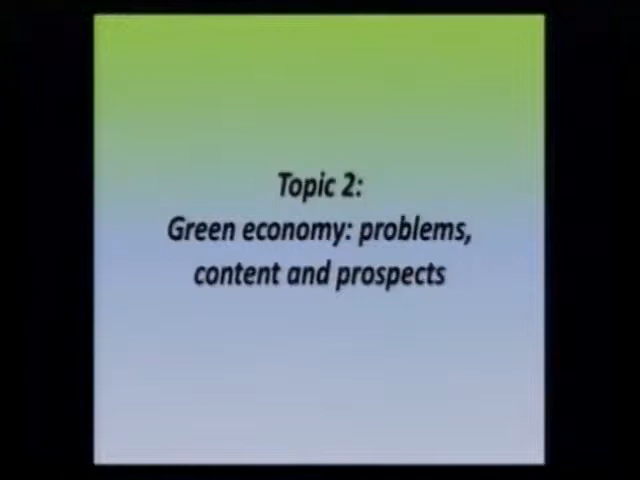 Topic 2:
Green economy: problems,
content and prospects